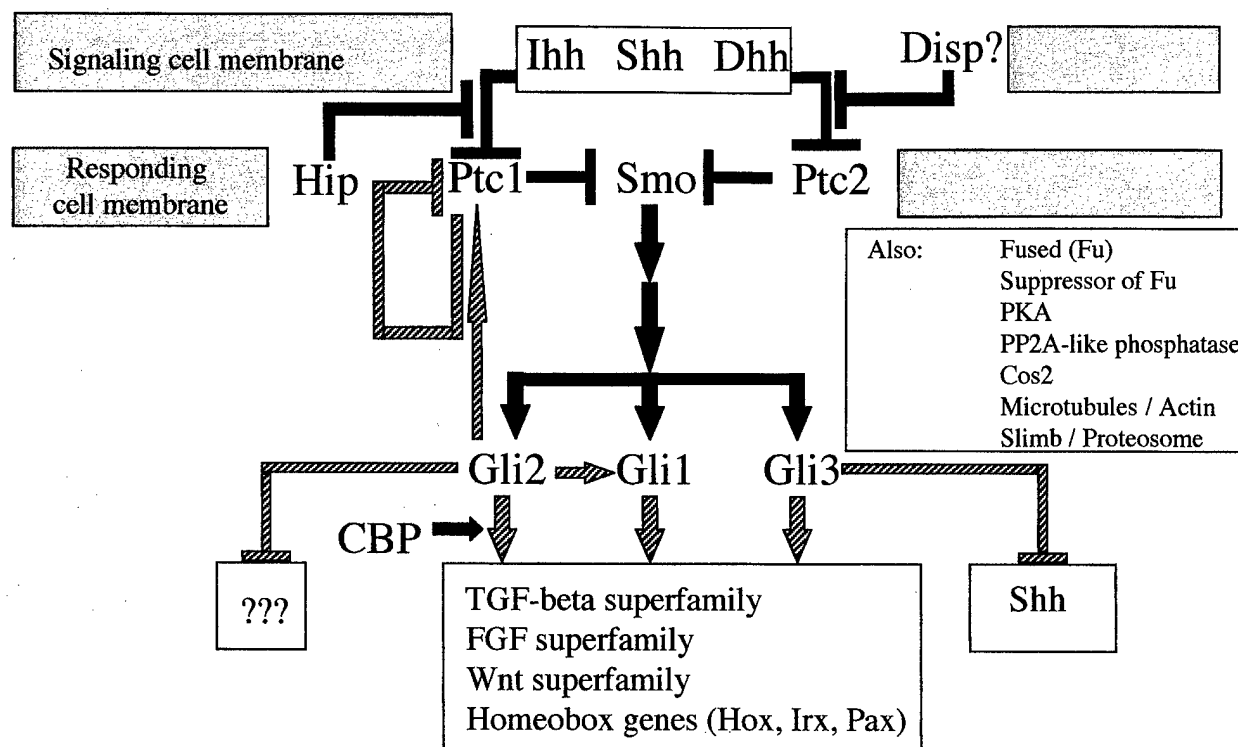 Signaling cell membrane
Ihh Shh Dhh
Disp?
Responding
cell membrane
Hip
Ptc1
Smo
Ptc2
Also:
Fused (Fu)
Suppressor of Fu
PKA
PP2A-like phosphatase
Cos2
Microtubules / Actin
Slimb / Proteosome
Gli2
Gli1
Gli3
CBP
???
TGF-beta superfamily
FGF superfamily
Wnt superfamily
Homeobox genes (Hox, Irx, Pax)
Shh